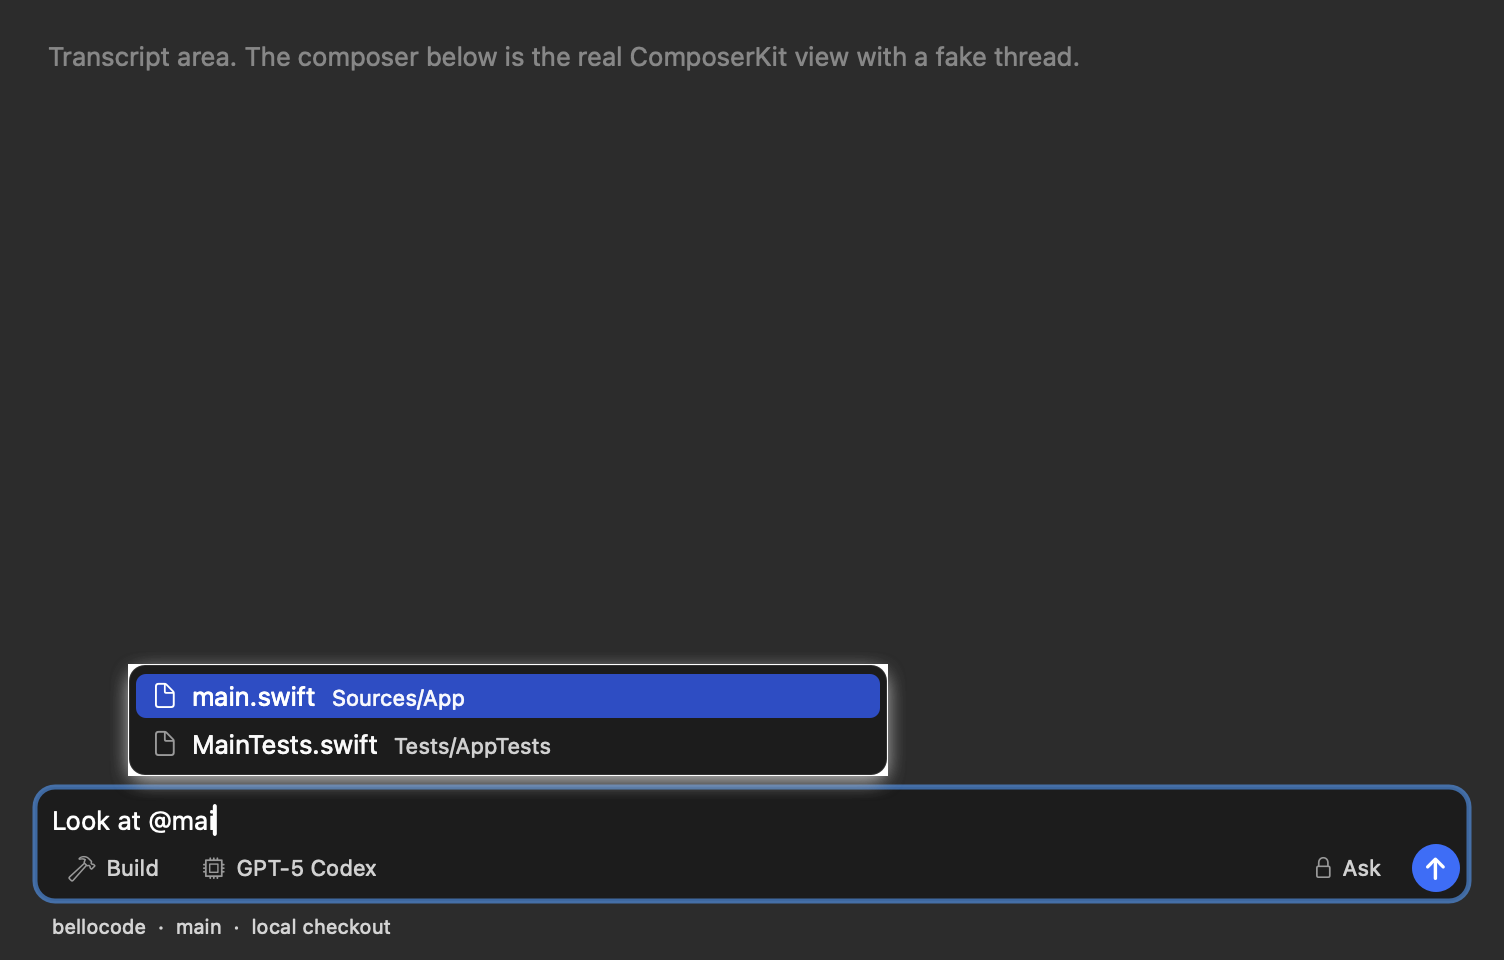 Transcript area. The composer below is the real ComposerKit view with a fake thread.
main.swift Sources/App
MainTests.swift Tests/AppTests
Look at @mai
Build GPT-5 Codex Ask
bellocode · main · local checkout